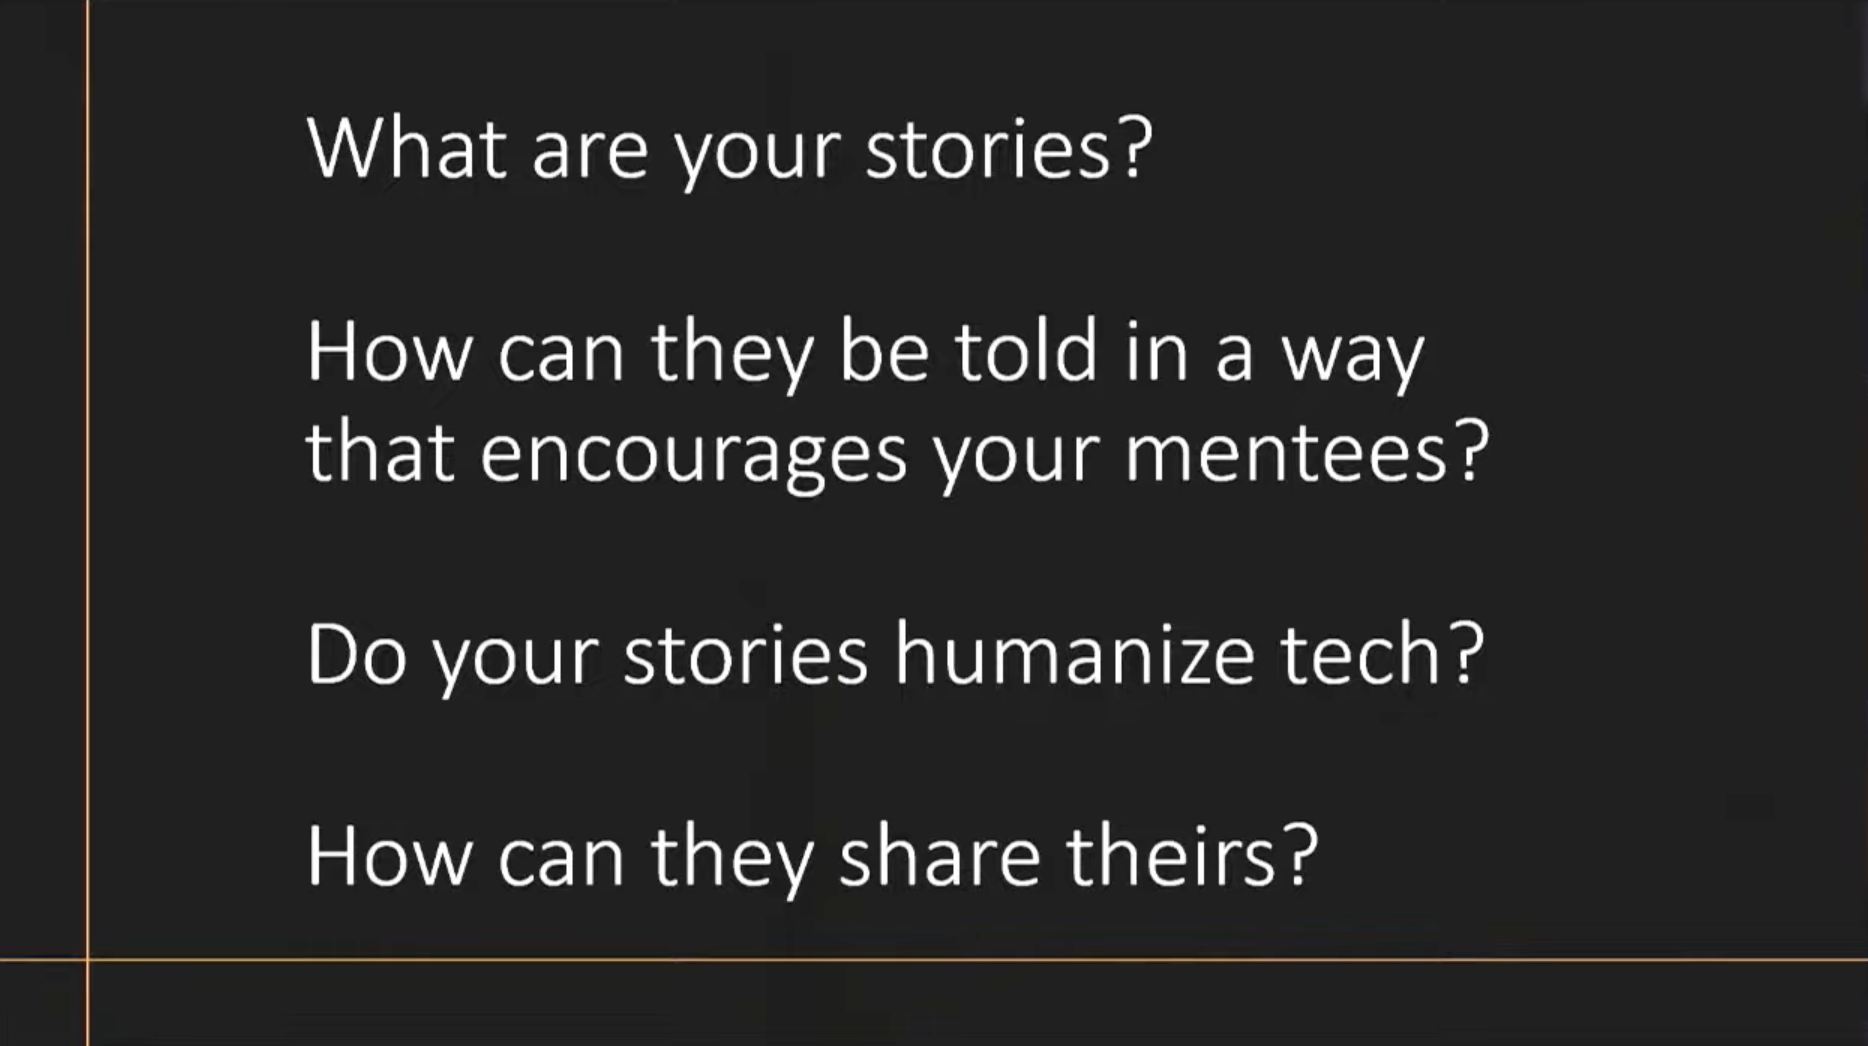 What are your stories?
How can they be told in a way
that encourages your mentees?
Do your stories humanize tech?
How can they share theirs?